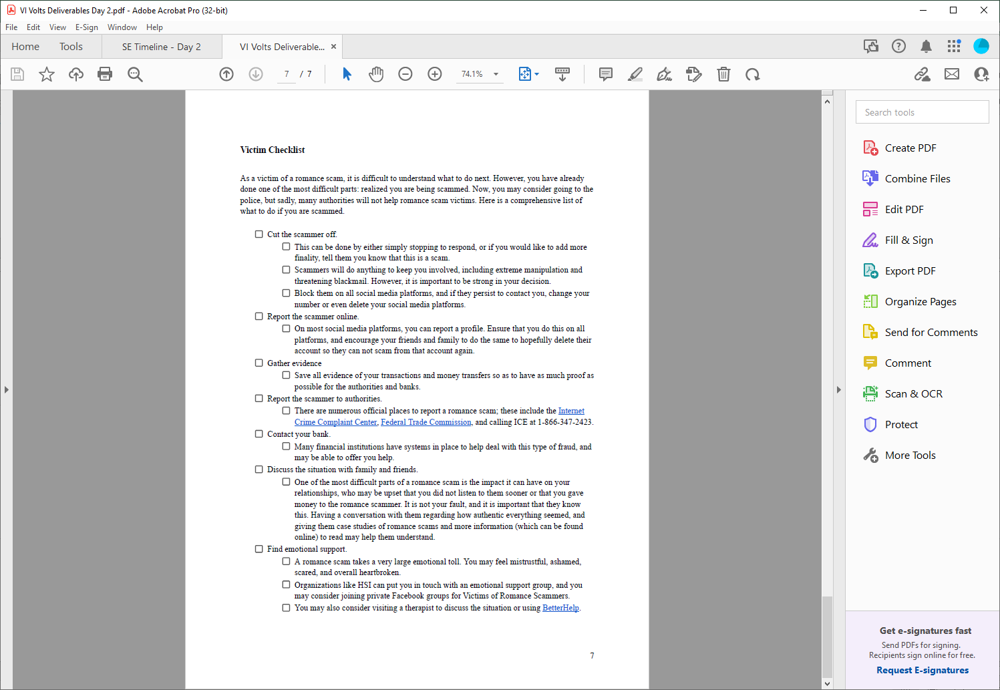 VI Volts Deliverables Day 2.pdf - Adobe Acrobat Pro (32-bit)
File Edit View E-Sign Window Help
Home Tools SE Timeline - Day 2 VI Volts Deliverable...
7 / 7 74.1%
Victim Checklist
As a victim of a romance scam, it is difficult to understand what to do next. However, you have already
done one of the most difficult parts: realized you are being scammed. Now, you may consider going to the
police, but sadly, many authorities will not help romance scam victims. Here is a comprehensive list of
what to do if you are scammed.
Cut the scammer off.
This can be done by either simply stopping to respond, or if you would like to add more
finality, tell them you know that this is a scam.
Scammers will do anything to keep you involved, including extreme manipulation and
threatening blackmail. However, it is important to be strong in your decision.
Block them on all social media platforms, and if they persist to contact you, change your
number or even delete your social media platforms.
Report the scammer online.
On most social media platforms, you can report a profile. Ensure that you do this on all
platforms, and encourage your friends and family to do the same to hopefully delete their
account so they can not scam from that account again.
Gather evidence
Save all evidence of your transactions and money transfers so as to have as much proof as
possible for the authorities and banks.
Report the scammer to authorities.
There are numerous official places to report a romance scam; these include the Internet
Crime Complaint Center, Federal Trade Commission, and calling ICE at 1-866-347-2423.
Contact your bank.
Many financial institutions have systems in place to help deal with this type of fraud, and
may be able to offer you help.
Discuss the situation with family and friends.
One of the most difficult parts of a romance scam is the impact it can have on your
relationships, who may be upset that you did not listen to them sooner or that you gave
money to the romance scammer. It is not your fault, and it is important that they know
this. Having a conversation with them regarding how authentic everything seemed, and
giving them case studies of romance scams and more information (which can be found
online) to read may help them understand.
Find emotional support.
A romance scam takes a very large emotional toll. You may feel mistrustful, ashamed,
scared, and overall heartbroken.
Organizations like HSI can put you in touch with an emotional support group, and you
may consider joining private Facebook groups for Victims of Romance Scammers.
You may also consider visiting a therapist to discuss the situation or using BetterHelp.
7
Search tools
Create PDF
Combine Files
Edit PDF
Fill & Sign
Export PDF
Organize Pages
Send for Comments
Comment
Scan & OCR
Protect
More Tools
Get e-signatures fast
Send PDFs for signing.
Recipients sign online for free.
Request E-signatures